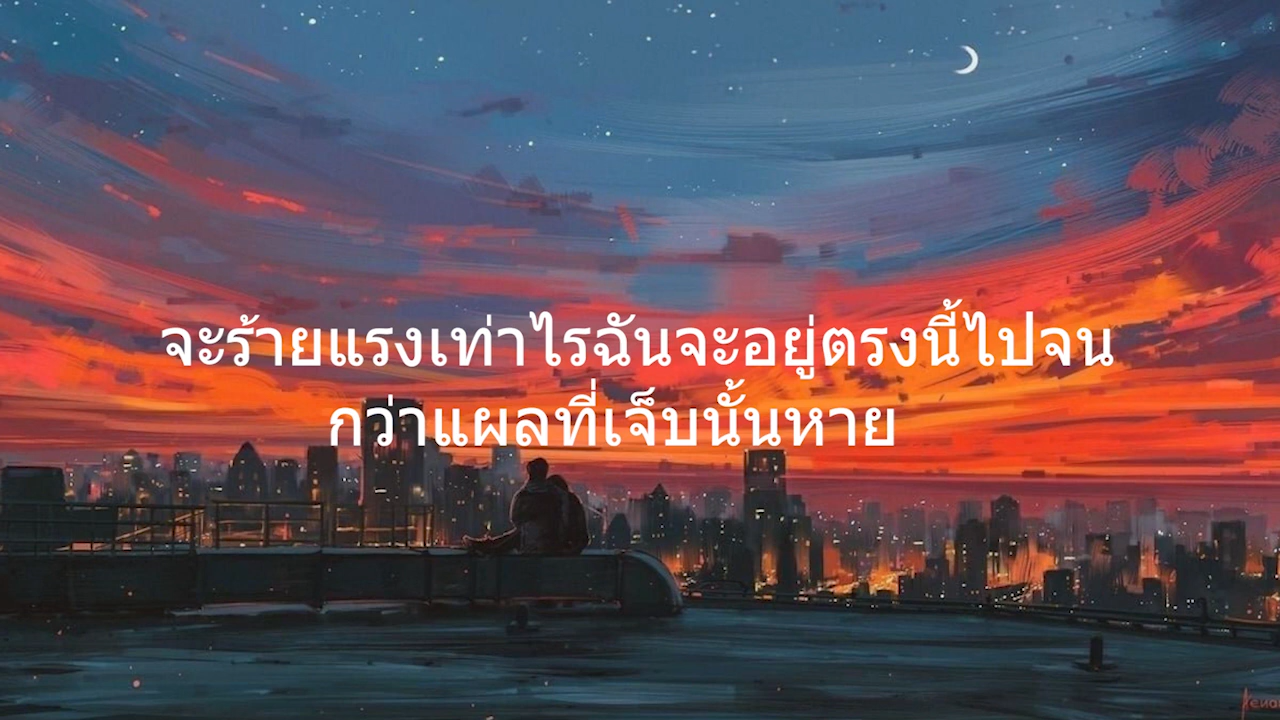 จะร้ายแรงเท่าไรฉันจะอยู่ตรงนี้ไปจน
กว่าแผลที่เจ็บนั้นหาย